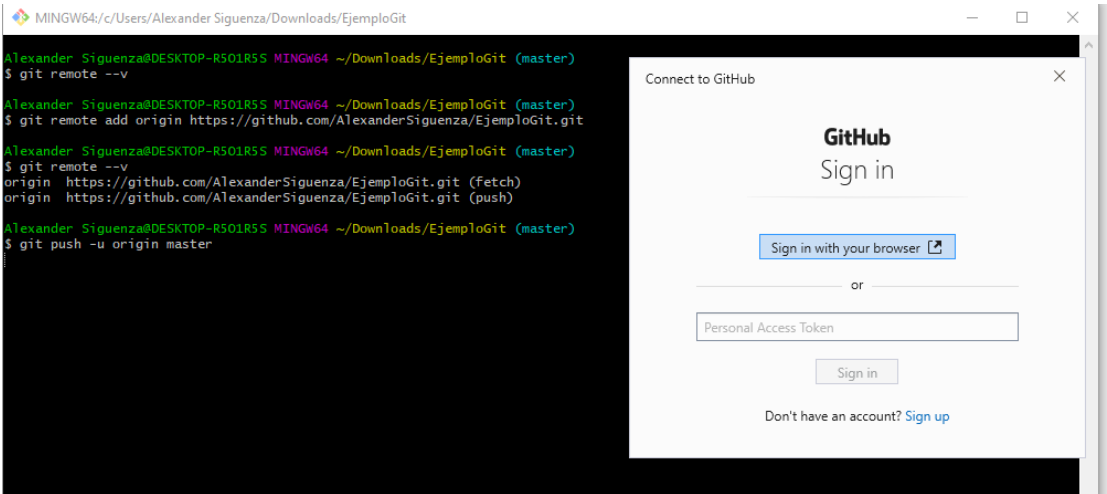 MINGW64:/c/Users/Alexander Siguenza/Downloads/EjemploGit
Alexander Siguenza@DESKTOP-R5O1R5S MINGW64 ~/Downloads/EjemploGit (master)
$ git remote --v
Alexander Siguenza@DESKTOP-R5O1R5S MINGW64 ~/Downloads/EjemploGit (master)
$ git remote add origin https://github.com/AlexanderSiguenza/EjemploGit.git
Alexander Siguenza@DESKTOP-R5O1R5S MINGW64 ~/Downloads/EjemploGit (master)
$ git remote --v
origin  https://github.com/AlexanderSiguenza/EjemploGit.git (fetch)
origin  https://github.com/AlexanderSiguenza/EjemploGit.git (push)
Alexander Siguenza@DESKTOP-R5O1R5S MINGW64 ~/Downloads/EjemploGit (master)
$ git push -u origin master
Connect to GitHub
GitHub
Sign in
Sign in with your browser
or
Personal Access Token
Sign in
Don't have an account? Sign up